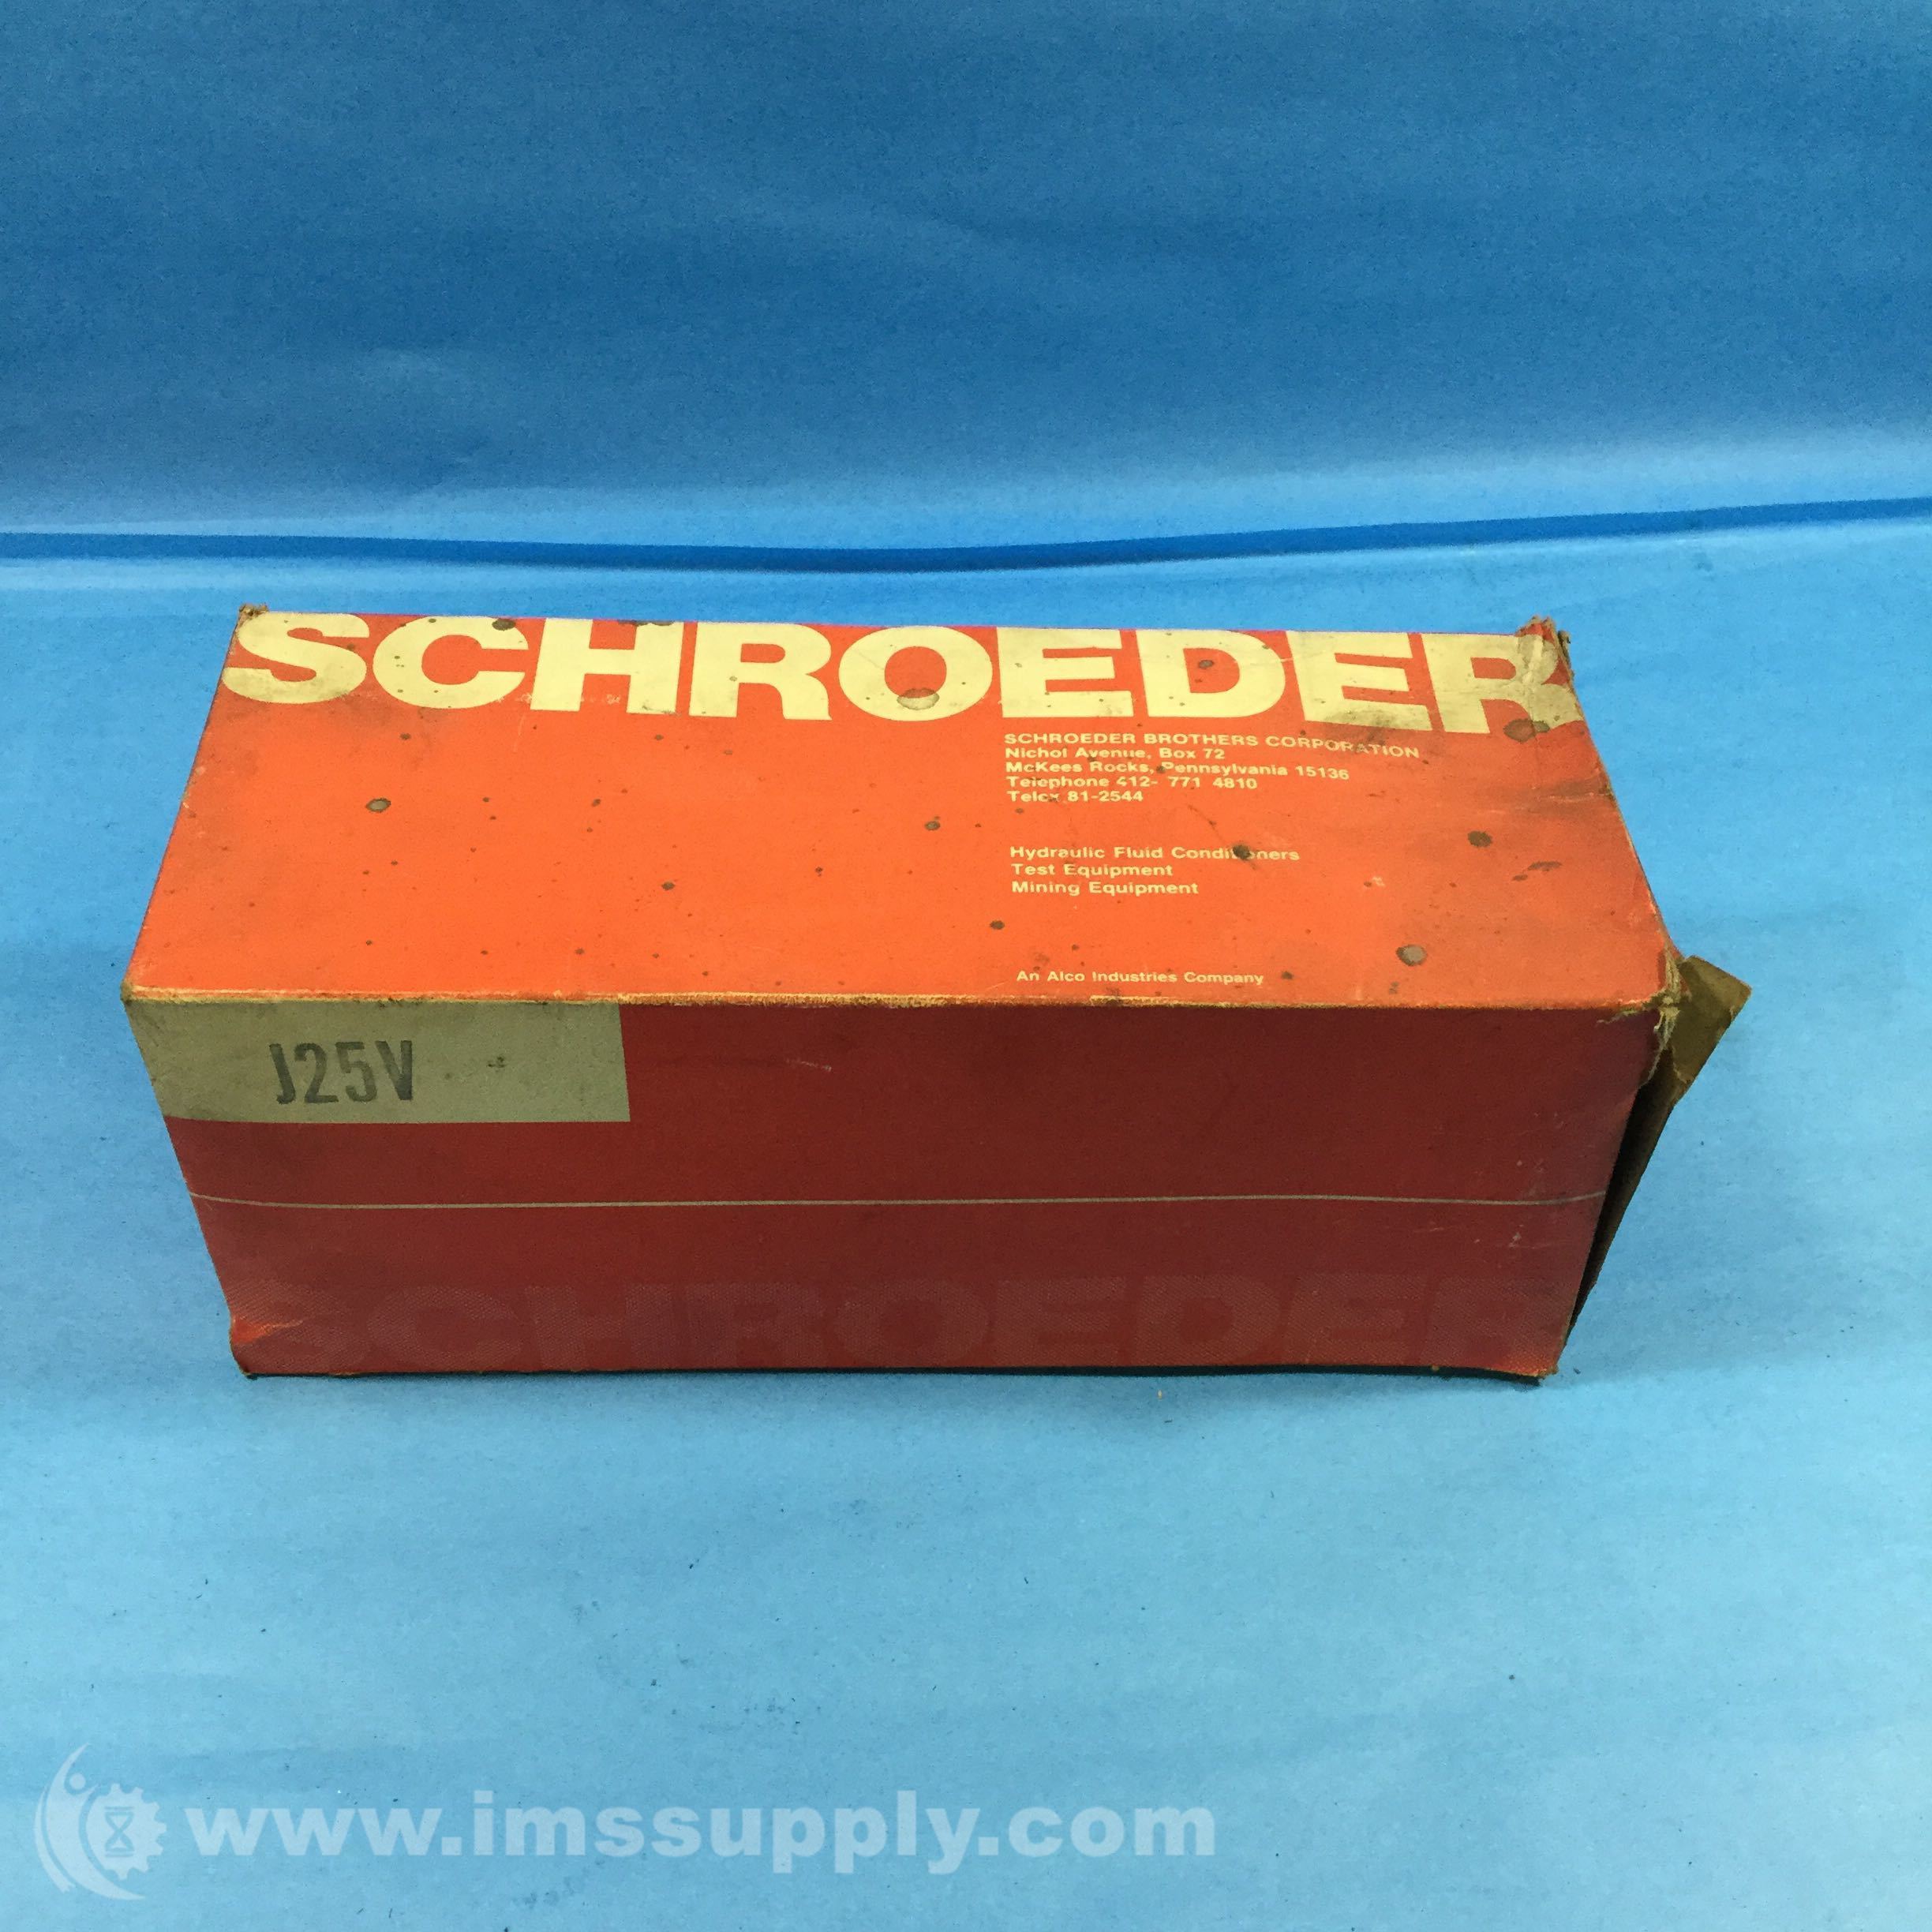 SCHROEDER
SCHROEDER BROTHERS CORPORATION
Nichol Avenue, Box 72
McKees Rocks, Pennsylvania 15136
Telephone 412- 771 4810
Telex 81-2544
Hydraulic Fluid Conditioners
Test Equipment
Mining Equipment
An Alco Industries Company
J25V
SCHROEDER
www.imssupply.com